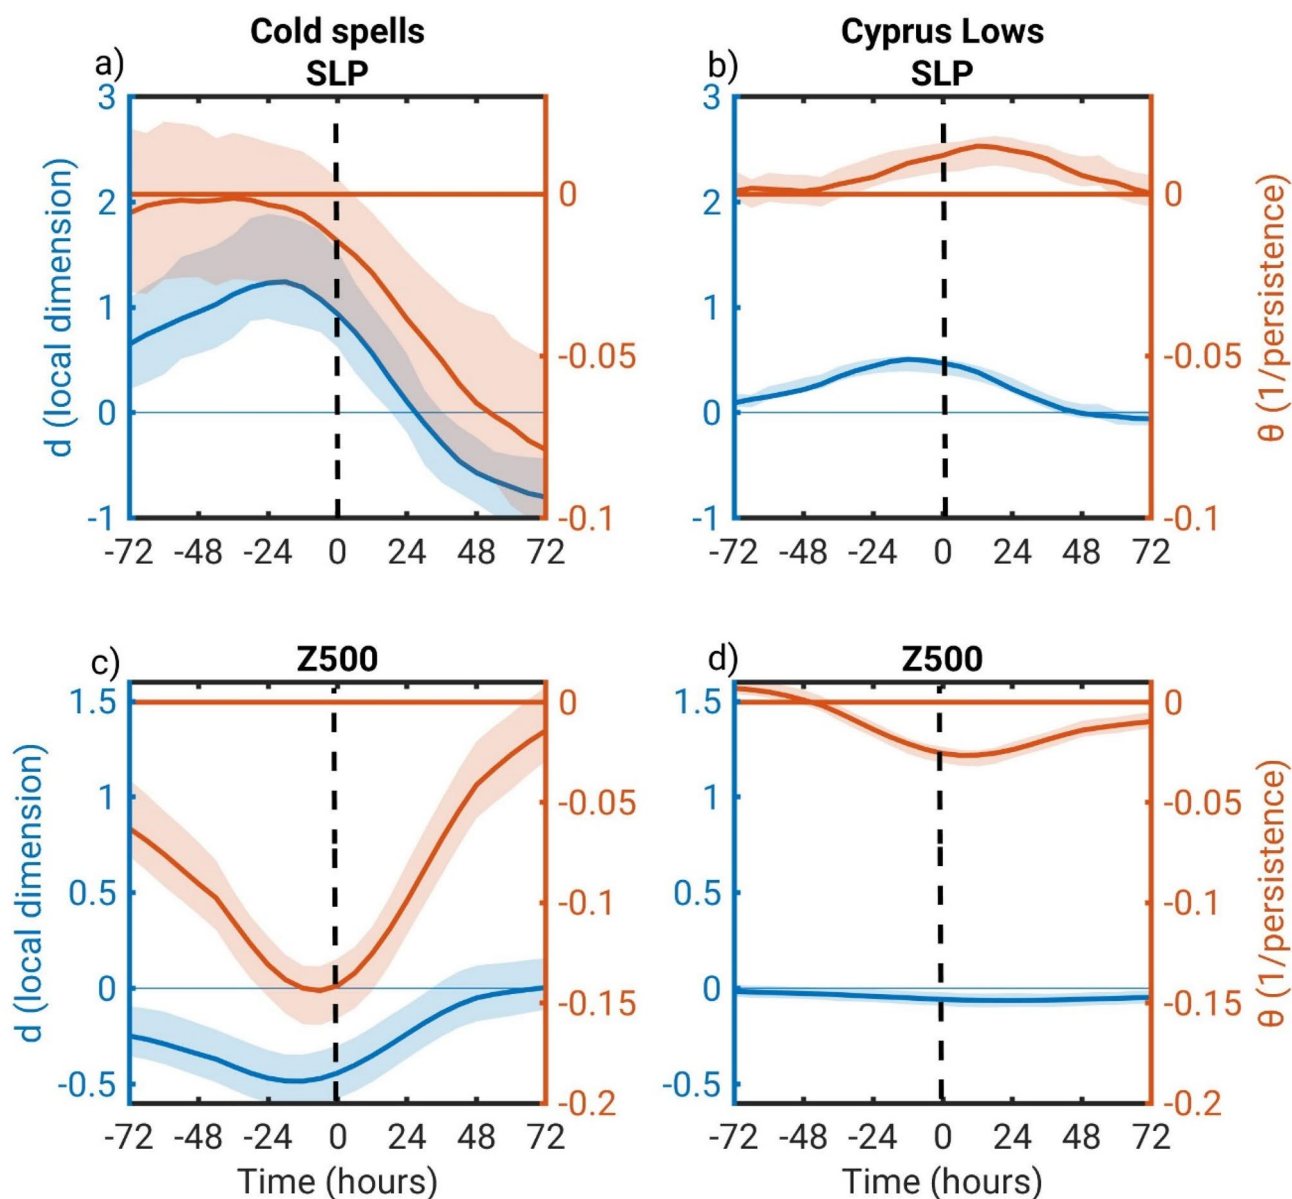 Cold spells
a) SLP
3
2
1
0
-1
d (local dimension)
0
-0.05
-0.1
-72 -48 -24 0 24 48 72
Cyprus Lows
b) SLP
3
2
1
0
-1
0
-0.05
-0.1
θ (1/persistence)
-72 -48 -24 0 24 48 72
c) Z500
1.5
1
0.5
0
-0.5
d (local dimension)
0
-0.05
-0.1
-0.15
-0.2
-72 -48 -24 0 24 48 72
Time (hours)
d) Z500
1.5
1
0.5
0
-0.5
0
-0.05
-0.1
-0.15
-0.2
θ (1/persistence)
-72 -48 -24 0 24 48 72
Time (hours)